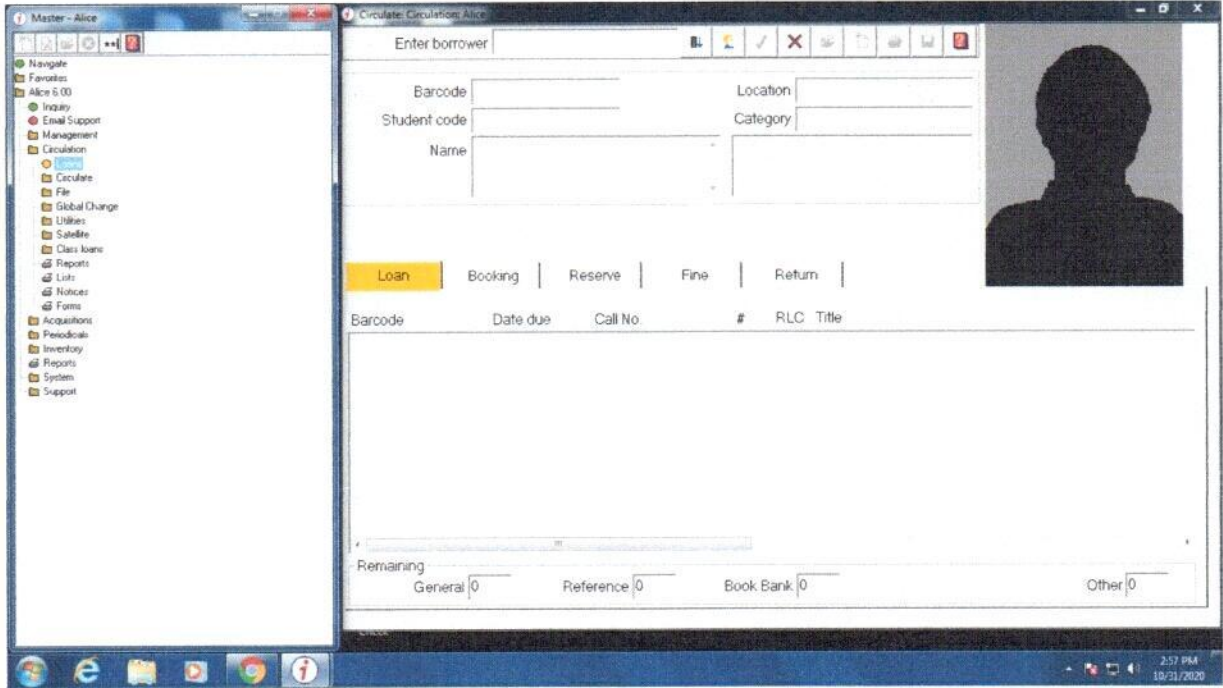 Master - Alice
Navigate
Favorites
Alice 6.00
Inquiry
Email Support
Management
Circulation
Loans
Circulate
File
Global Change
Utilities
Satellite
Class loans
Reports
Lists
Notices
Forms
Acquisitions
Periodicals
Inventory
Reports
System
Support
Circulate: Circulation: Alice
Enter borrower
Barcode
Location
Student code
Category
Name
Loan Booking Reserve Fine Return
Barcode Date due Call No. # RLC Title
Remaining
General 0 Reference 0 Book Bank 0 Other 0
2:57 PM
10/31/2020